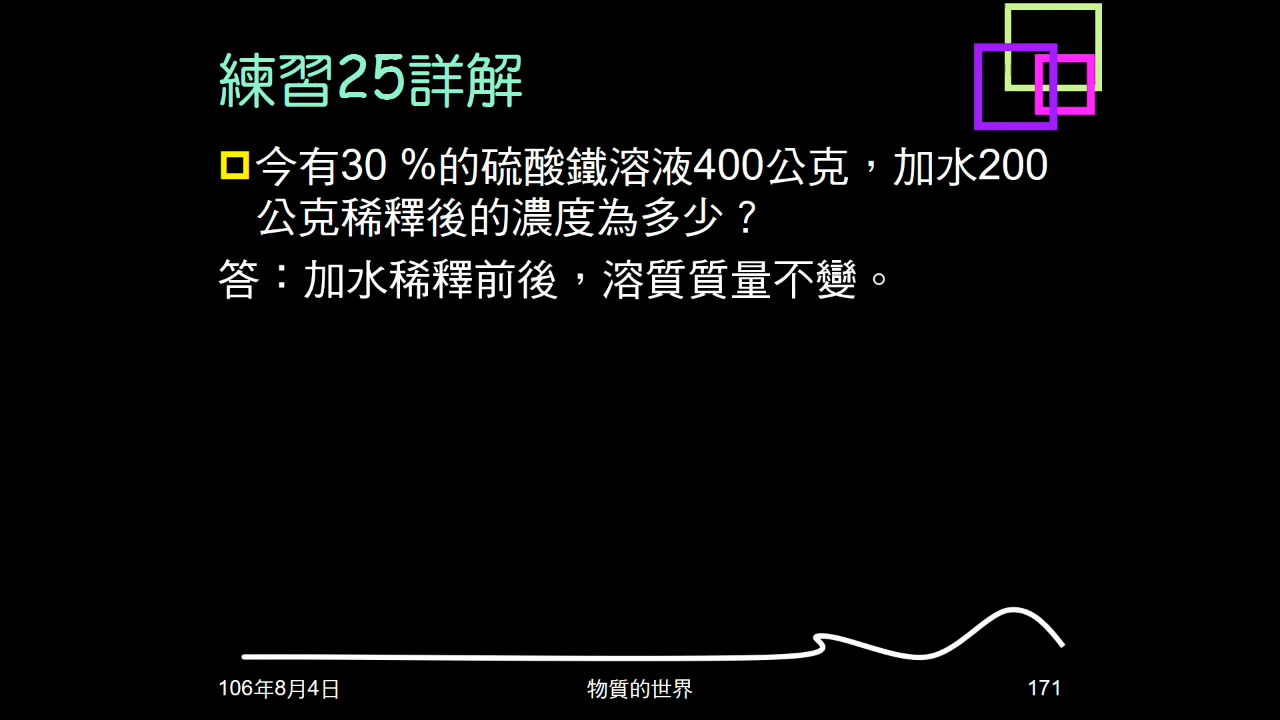 練習25詳解
今有30 %的硫酸鐵溶液400公克，加水200
公克稀釋後的濃度為多少？
答：加水稀釋前後，溶質質量不變。
106年8月4日
物質的世界
171